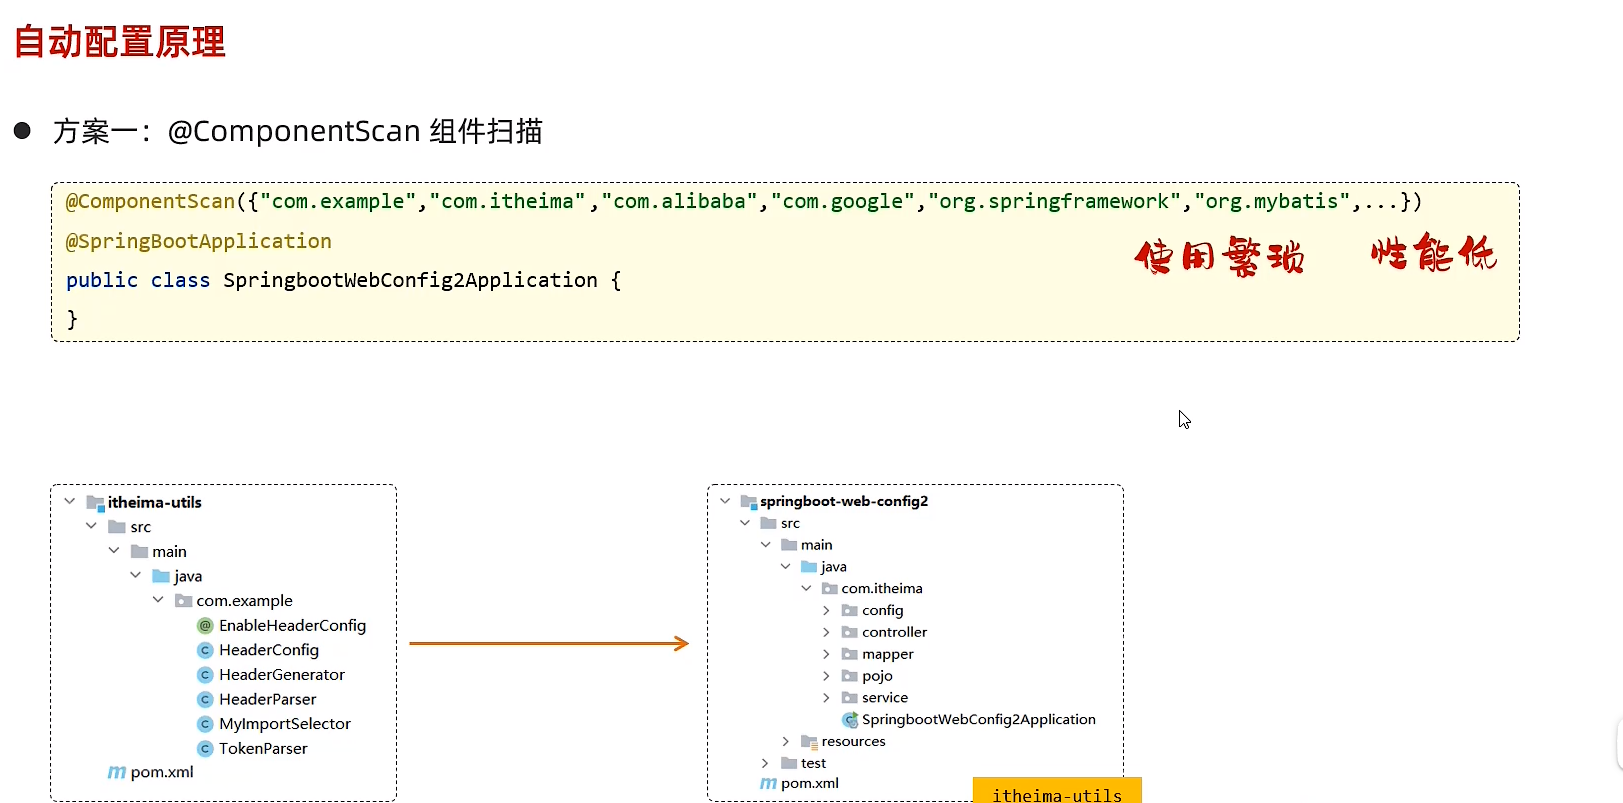 自动配置原理
方案一：@ComponentScan 组件扫描
@ComponentScan({"com.example","com.itheima","com.alibaba","com.google","org.springframework","org.mybatis",...})
@SpringBootApplication
使用繁琐 性能低
public class SpringbootWebConfig2Application {
}
itheima-utils
src
main
java
com.example
EnableHeaderConfig
HeaderConfig
HeaderGenerator
HeaderParser
MyImportSelector
TokenParser
pom.xml
springboot-web-config2
src
main
java
com.itheima
config
controller
mapper
pojo
service
SpringbootWebConfig2Application
resources
test
pom.xml
itheima-utils